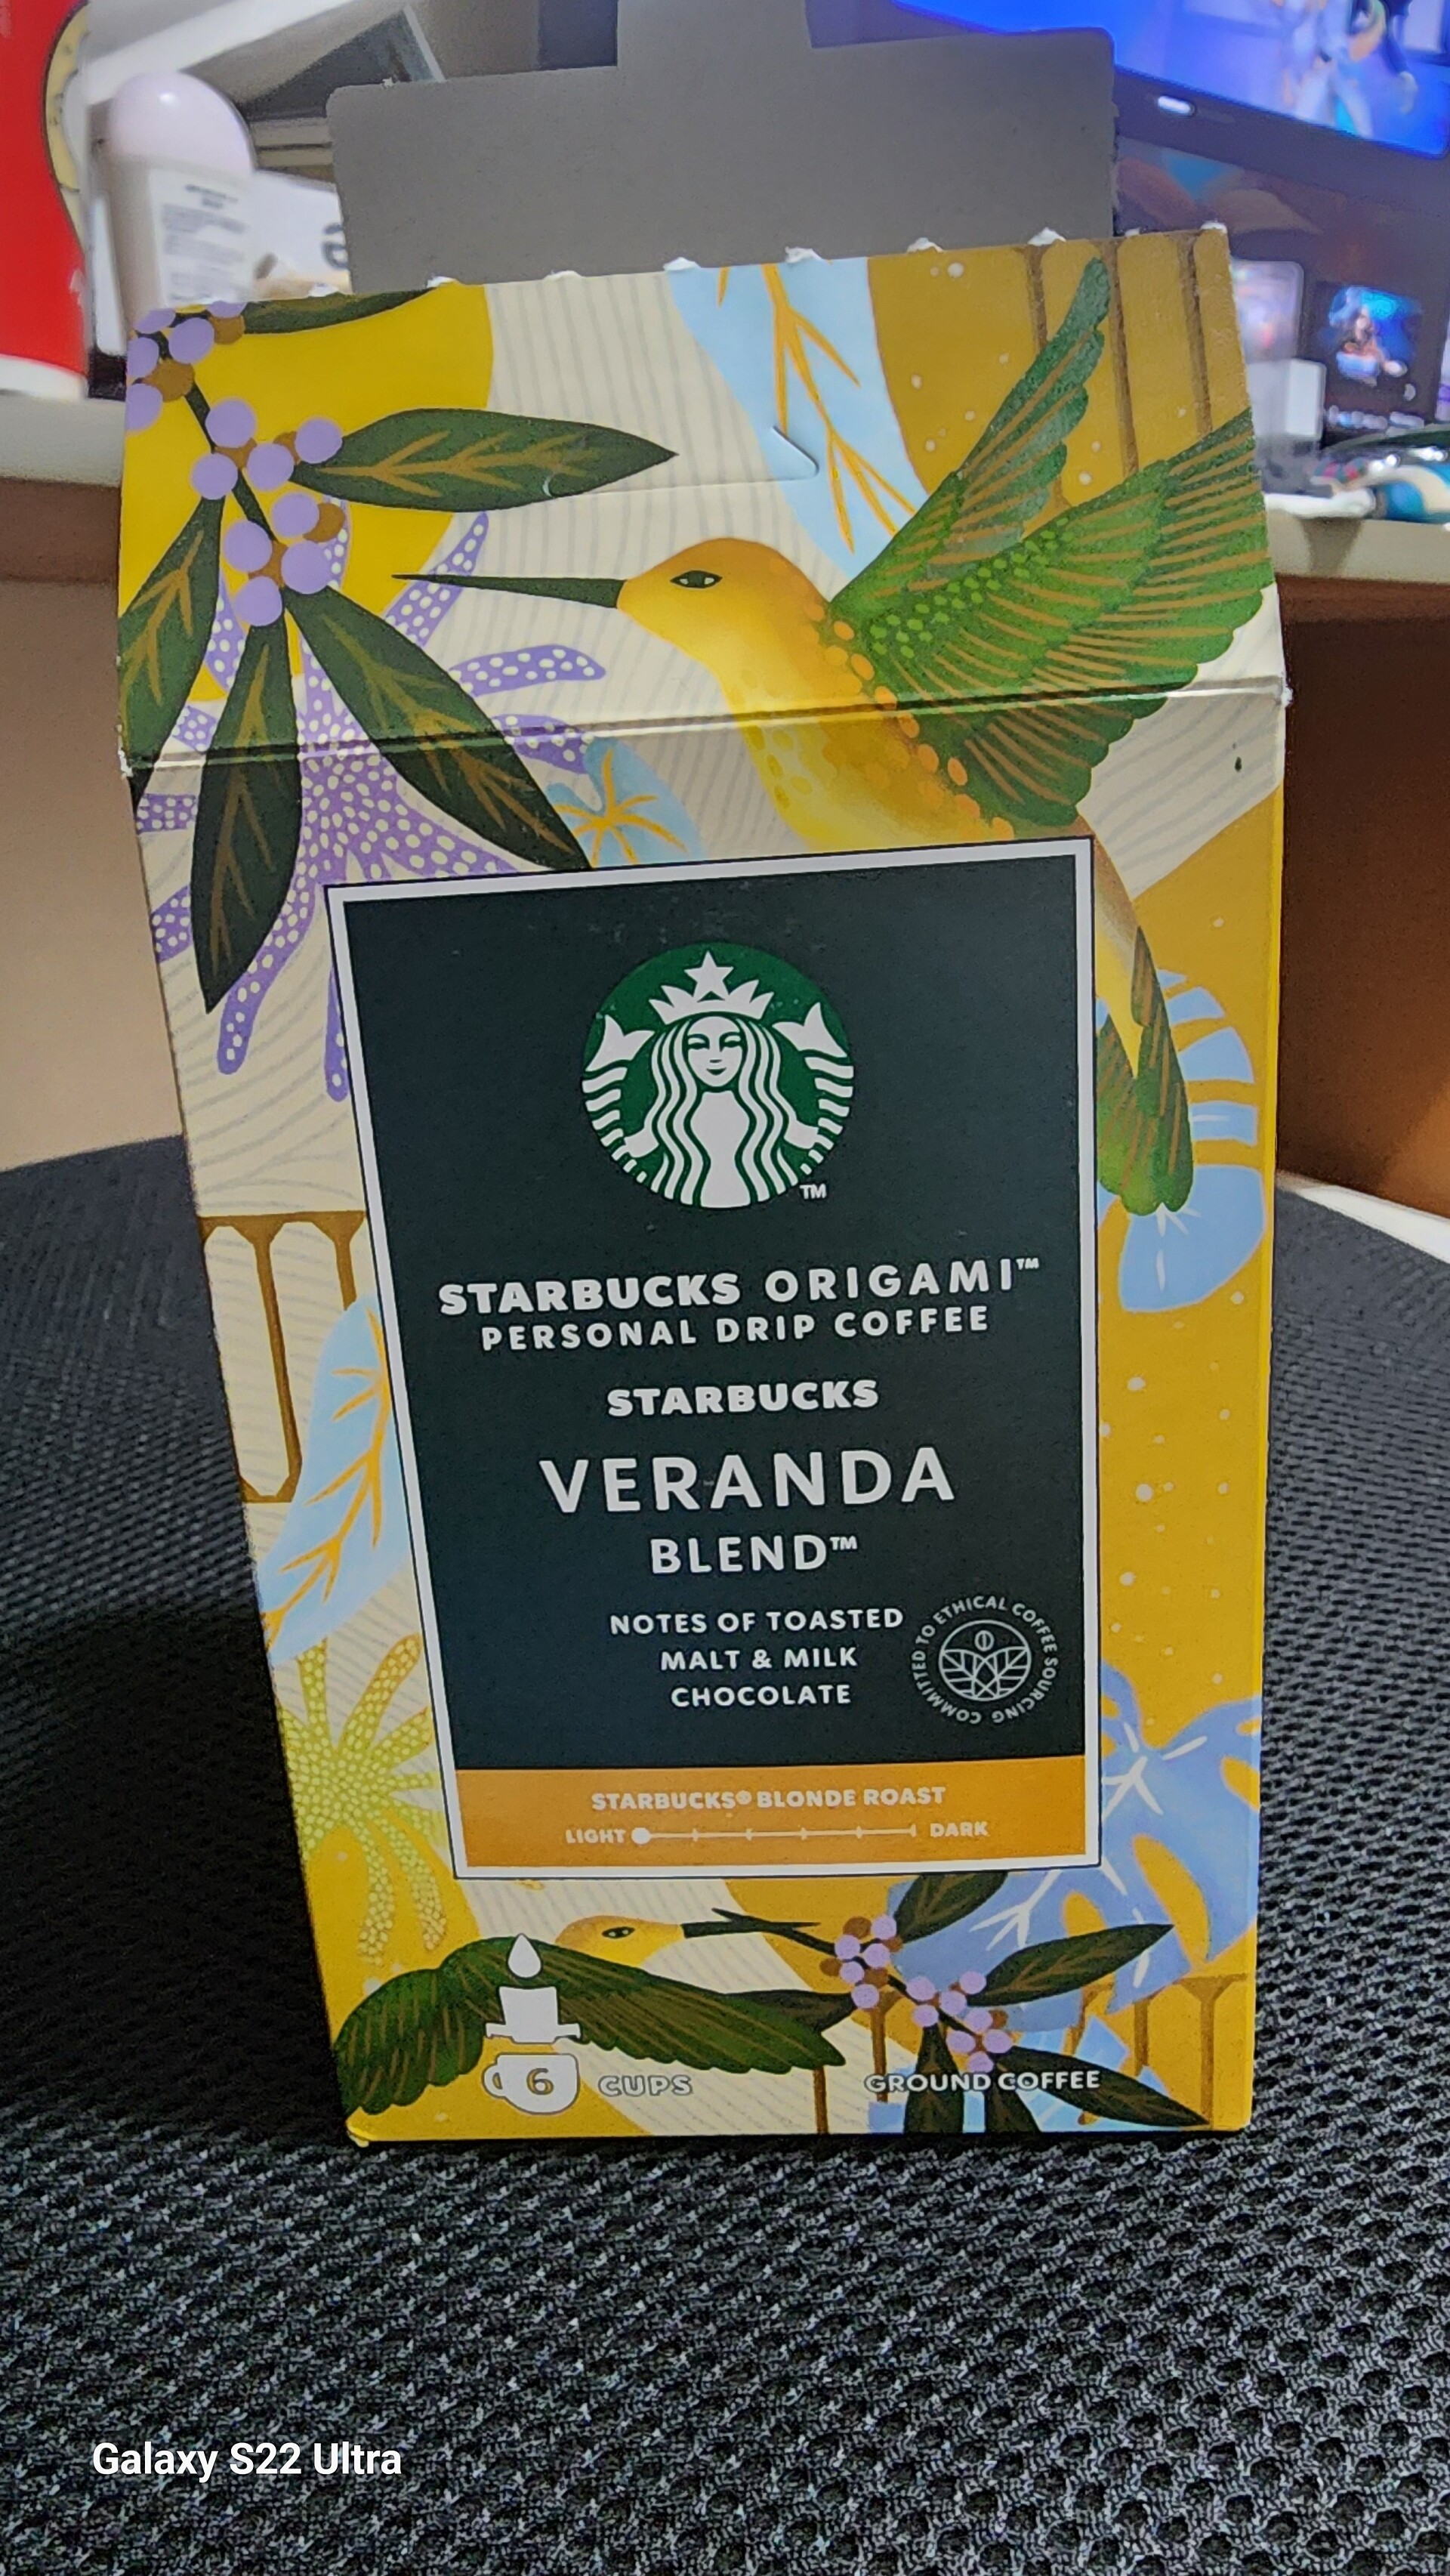 STARBUCKS ORIGAMI™
PERSONAL DRIP COFFEE
STARBUCKS
VERANDA
BLEND™
NOTES OF TOASTED
MALT & MILK
CHOCOLATE
COMMITTED TO ETHICAL COFFEE SOURCING
STARBUCKS® BLONDE ROAST
LIGHT DARK
6 CUPS
GROUND COFFEE
TM
Galaxy S22 Ultra